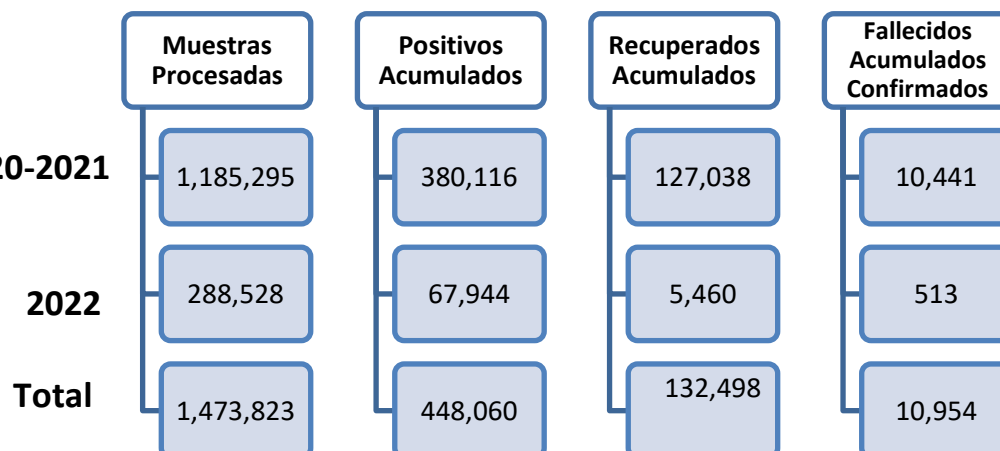 Muestras
Procesadas
Positivos
Acumulados
Recuperados
Acumulados
Fallecidos
Acumulados
Confirmados
20-2021
1,185,295
380,116
127,038
10,441
2022
288,528
67,944
5,460
513
Total
1,473,823
448,060
132,498
10,954